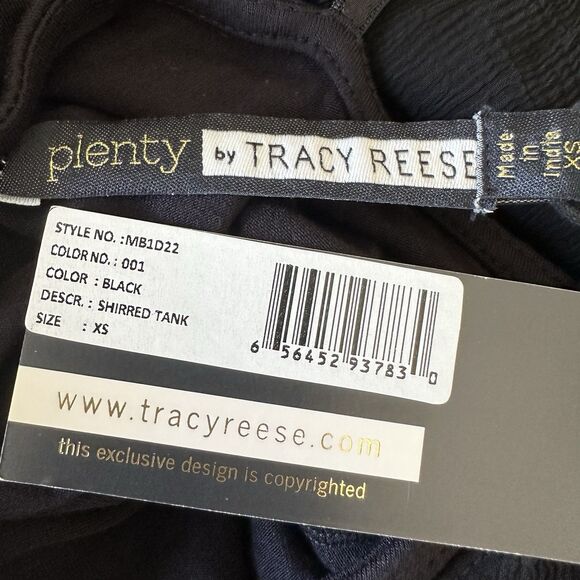 plenty by TRACY REESE
Made
in
India
XS
STYLE NO. : MB1D22
COLOR NO. : 001
COLOR : BLACK
DESCR. : SHIRRED TANK
SIZE : XS
6 56452 93783 0
www.tracyreese.com
this exclusive design is copyrighted